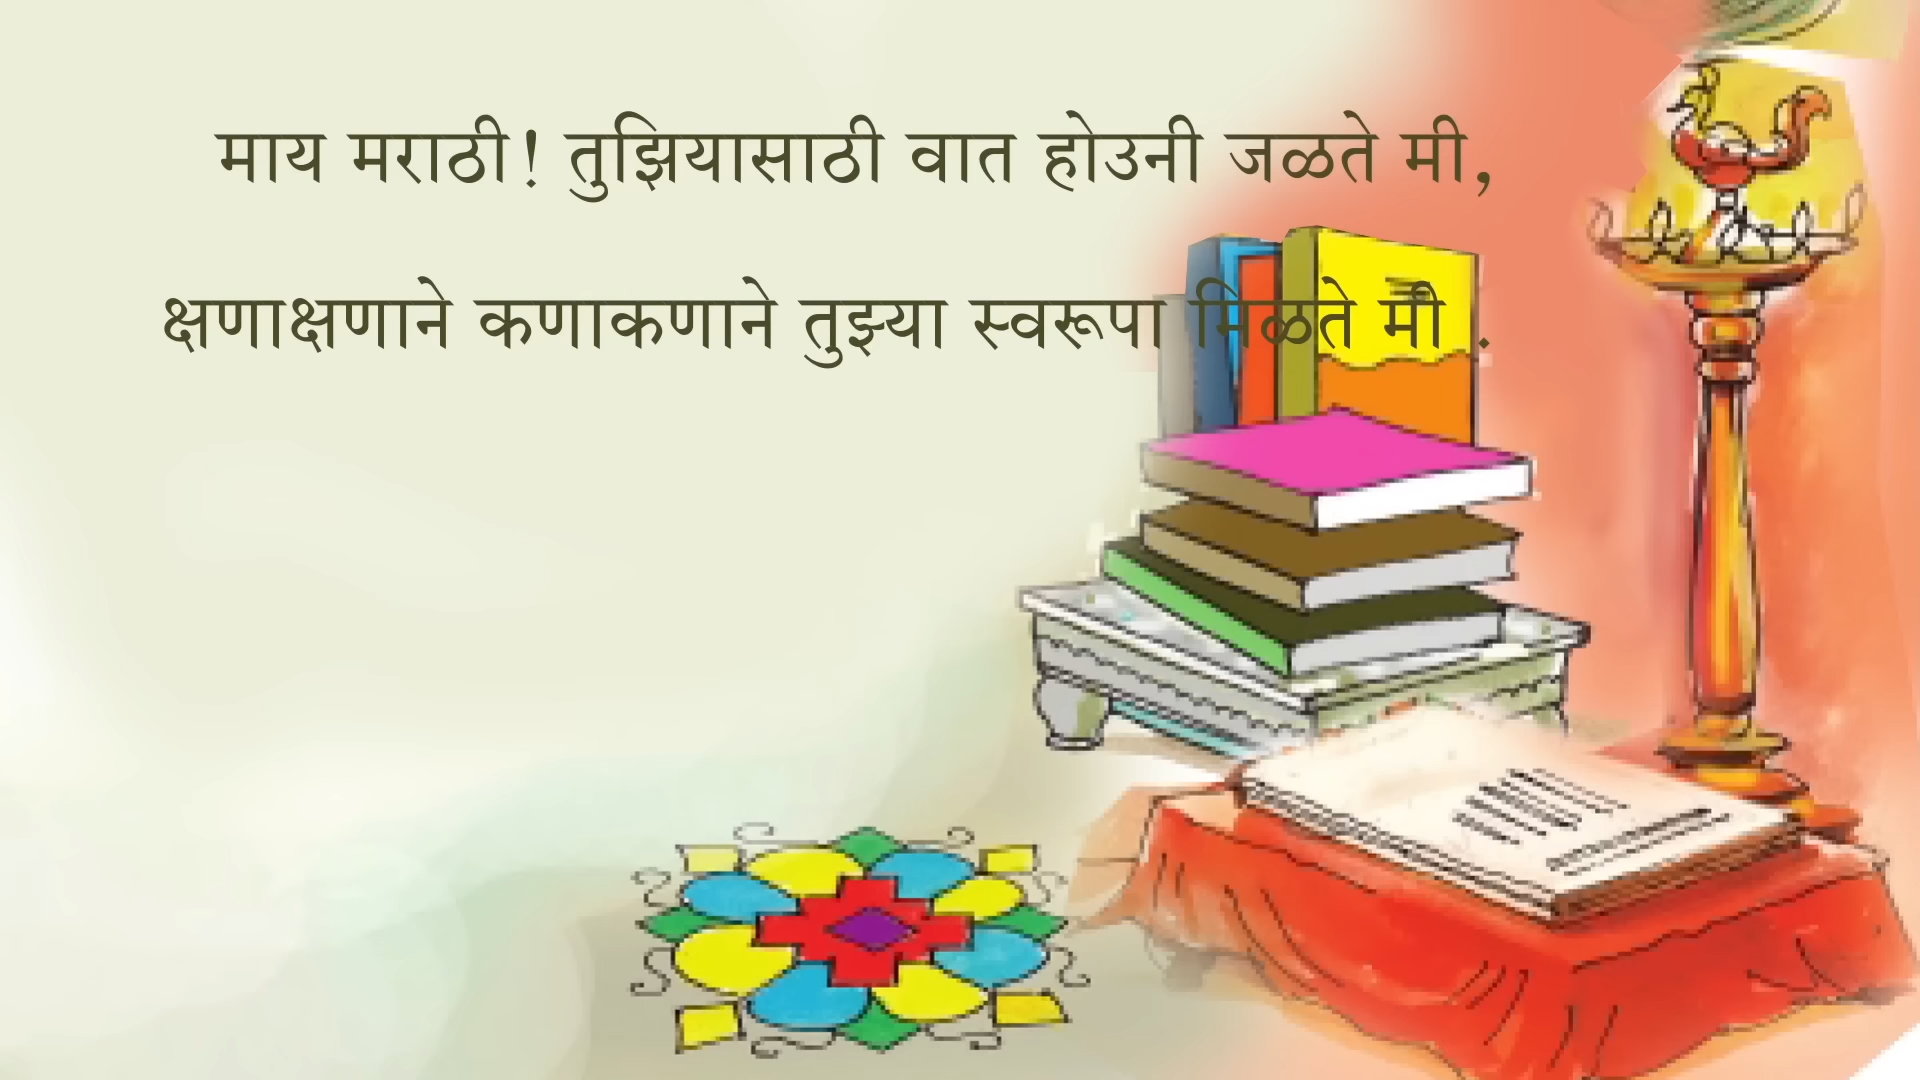 माय मराठी! तुझियासाठी वात होउनी जळते मी,
क्षणाक्षणाने कणाकणाने तुझ्या स्वरूपा मिळते मी .